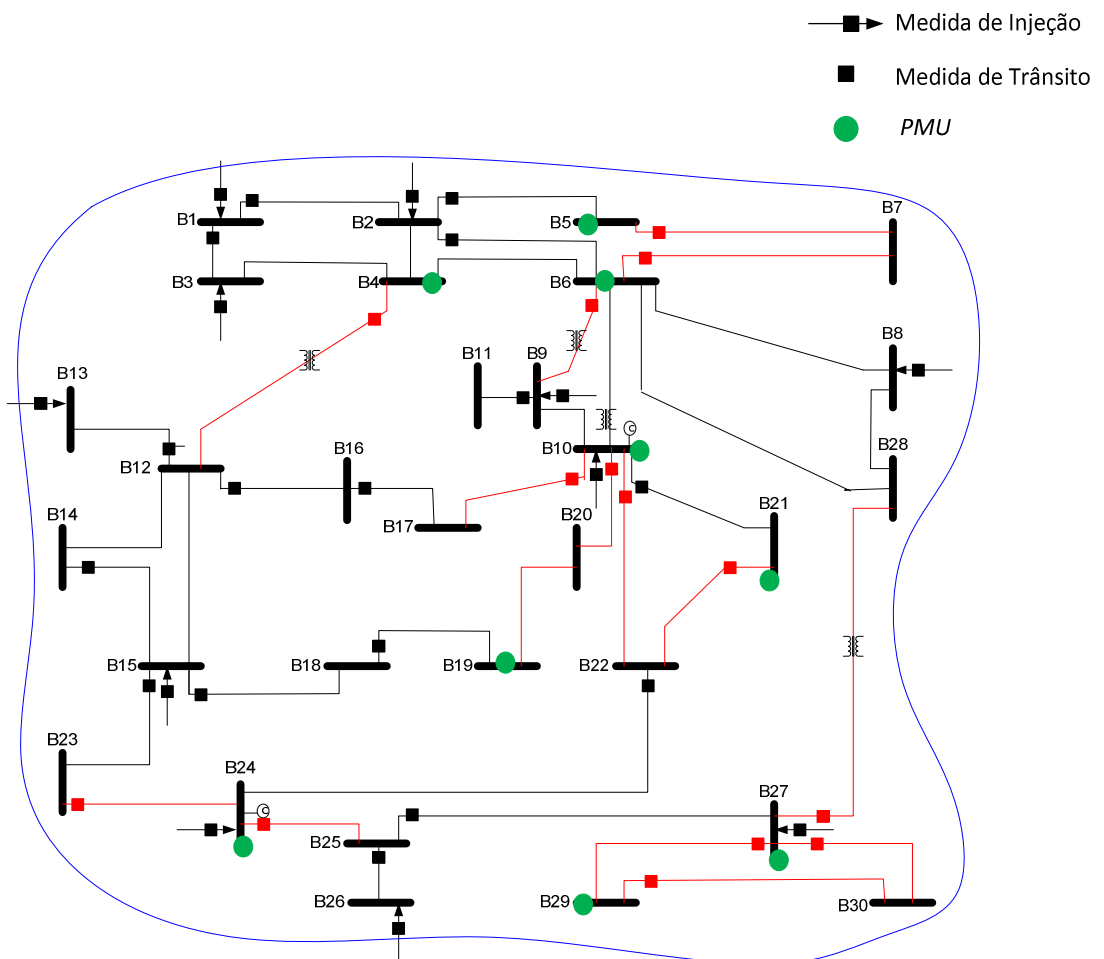 Medida de Injeção
Medida de Trânsito
PMU
B7
B1
B2
B5
B3
B4
B6
B8
B13
B11
B9
B10
B28
B12
B16
B17
B20
B21
B14
B15
B18
B19
B22
B23
B24
B27
B25
B26
B29
B30